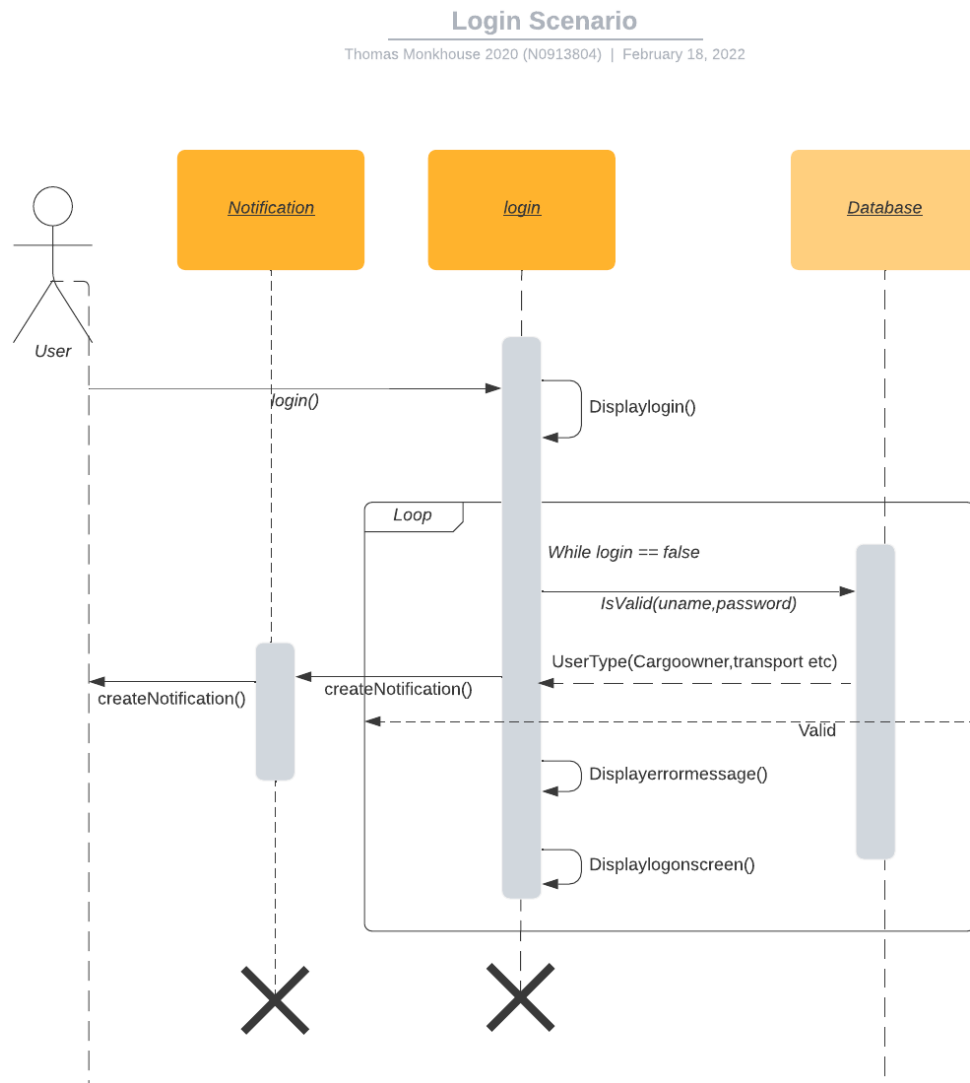 Login Scenario
Thomas Monkhouse 2020 (N0913804) | February 18, 2022
Notification
login
Database
User
login()
Displaylogin()
Loop
While login == false
IsValid(uname,password)
UserType(Cargoowner,transport etc)
createNotification()
createNotification()
Valid
Displayerrormessage()
Displaylogonscreen()